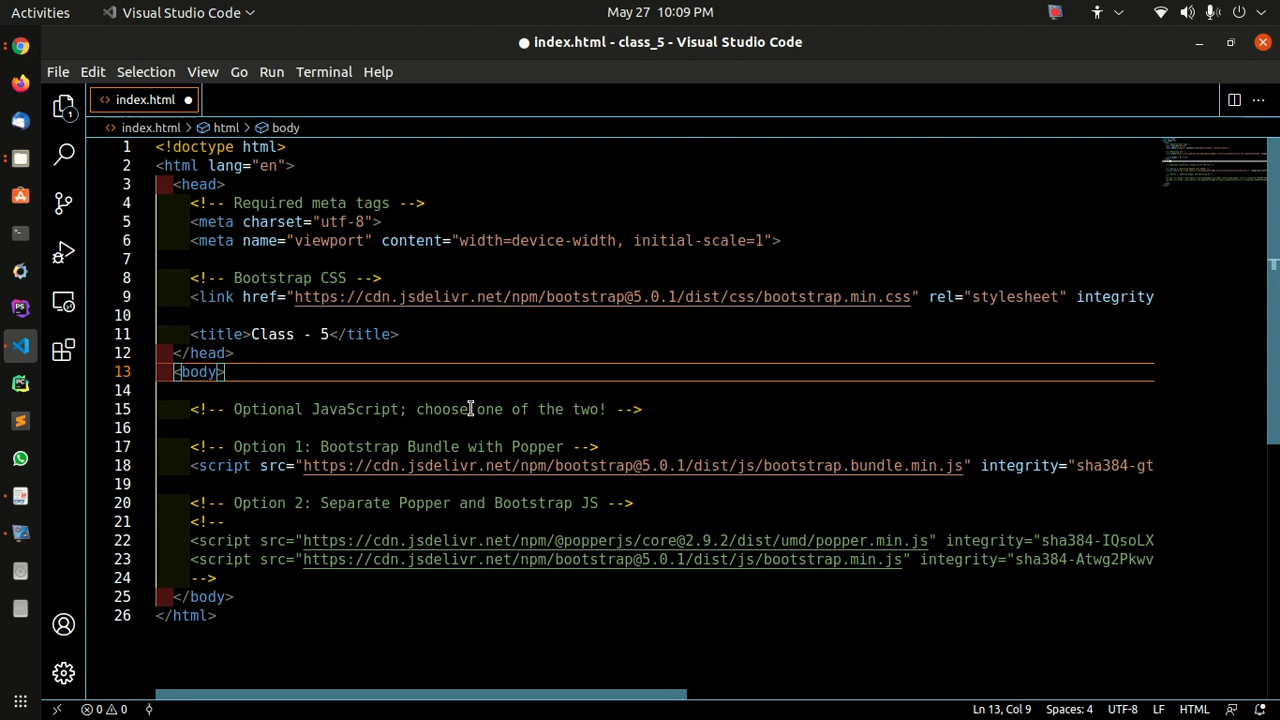 Activities
Visual Studio Code
May 27 10:09 PM
index.html - class_5 - Visual Studio Code
File Edit Selection View Go Run Terminal Help
index.html
index.html > html > body
1 <!doctype html>
2 <html lang="en">
3 <head>
4 <!-- Required meta tags -->
5 <meta charset="utf-8">
6 <meta name="viewport" content="width=device-width, initial-scale=1">
7
8 <!-- Bootstrap CSS -->
9 <link href="https://cdn.jsdelivr.net/npm/bootstrap@5.0.1/dist/css/bootstrap.min.css" rel="stylesheet" integrity
10
11 <title>Class - 5</title>
12 </head>
13 <body>
14
15 <!-- Optional JavaScript; choose one of the two! -->
16
17 <!-- Option 1: Bootstrap Bundle with Popper -->
18 <script src="https://cdn.jsdelivr.net/npm/bootstrap@5.0.1/dist/js/bootstrap.bundle.min.js" integrity="sha384-gt
19
20 <!-- Option 2: Separate Popper and Bootstrap JS -->
21 <!--
22 <script src="https://cdn.jsdelivr.net/npm/@popperjs/core@2.9.2/dist/umd/popper.min.js" integrity="sha384-IQsoLX
23 <script src="https://cdn.jsdelivr.net/npm/bootstrap@5.0.1/dist/js/bootstrap.min.js" integrity="sha384-Atwg2Pkwv
24 -->
25 </body>
26 </html>
0 0 Ln 13, Col 9 Spaces: 4 UTF-8 LF HTML